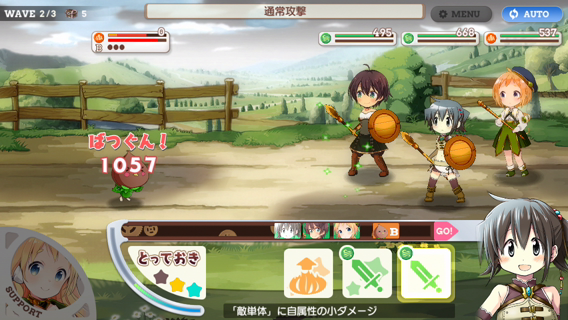 WAVE 2/3 5
通常攻撃
MENU
AUTO
0
B
495
668
537
ばつぐん!
1057
B
GO!
とっておき
SUPPORT
「敵単体」に自属性の小ダメージ